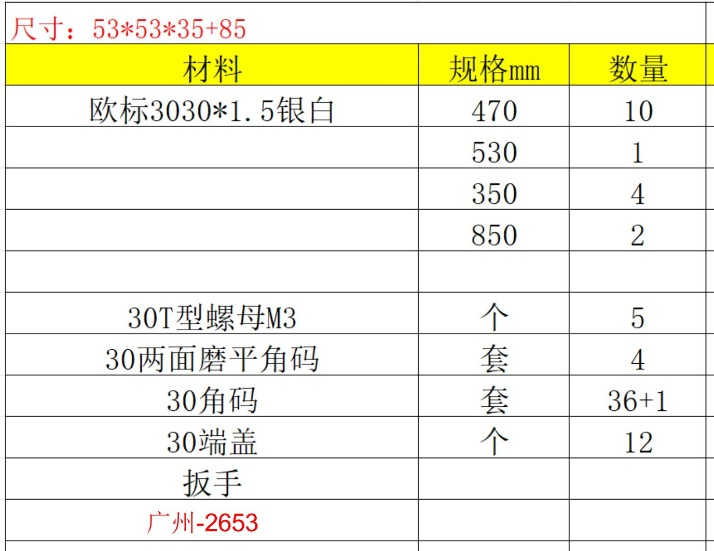 尺寸：53*53*35+85
材料 规格mm 数量
欧标3030*1.5银白 470 10
530 1
350 4
850 2
30T型螺母M3 个 5
30两面磨平角码 套 4
30角码 套 36+1
30端盖 个 12
扳手
广州-2653